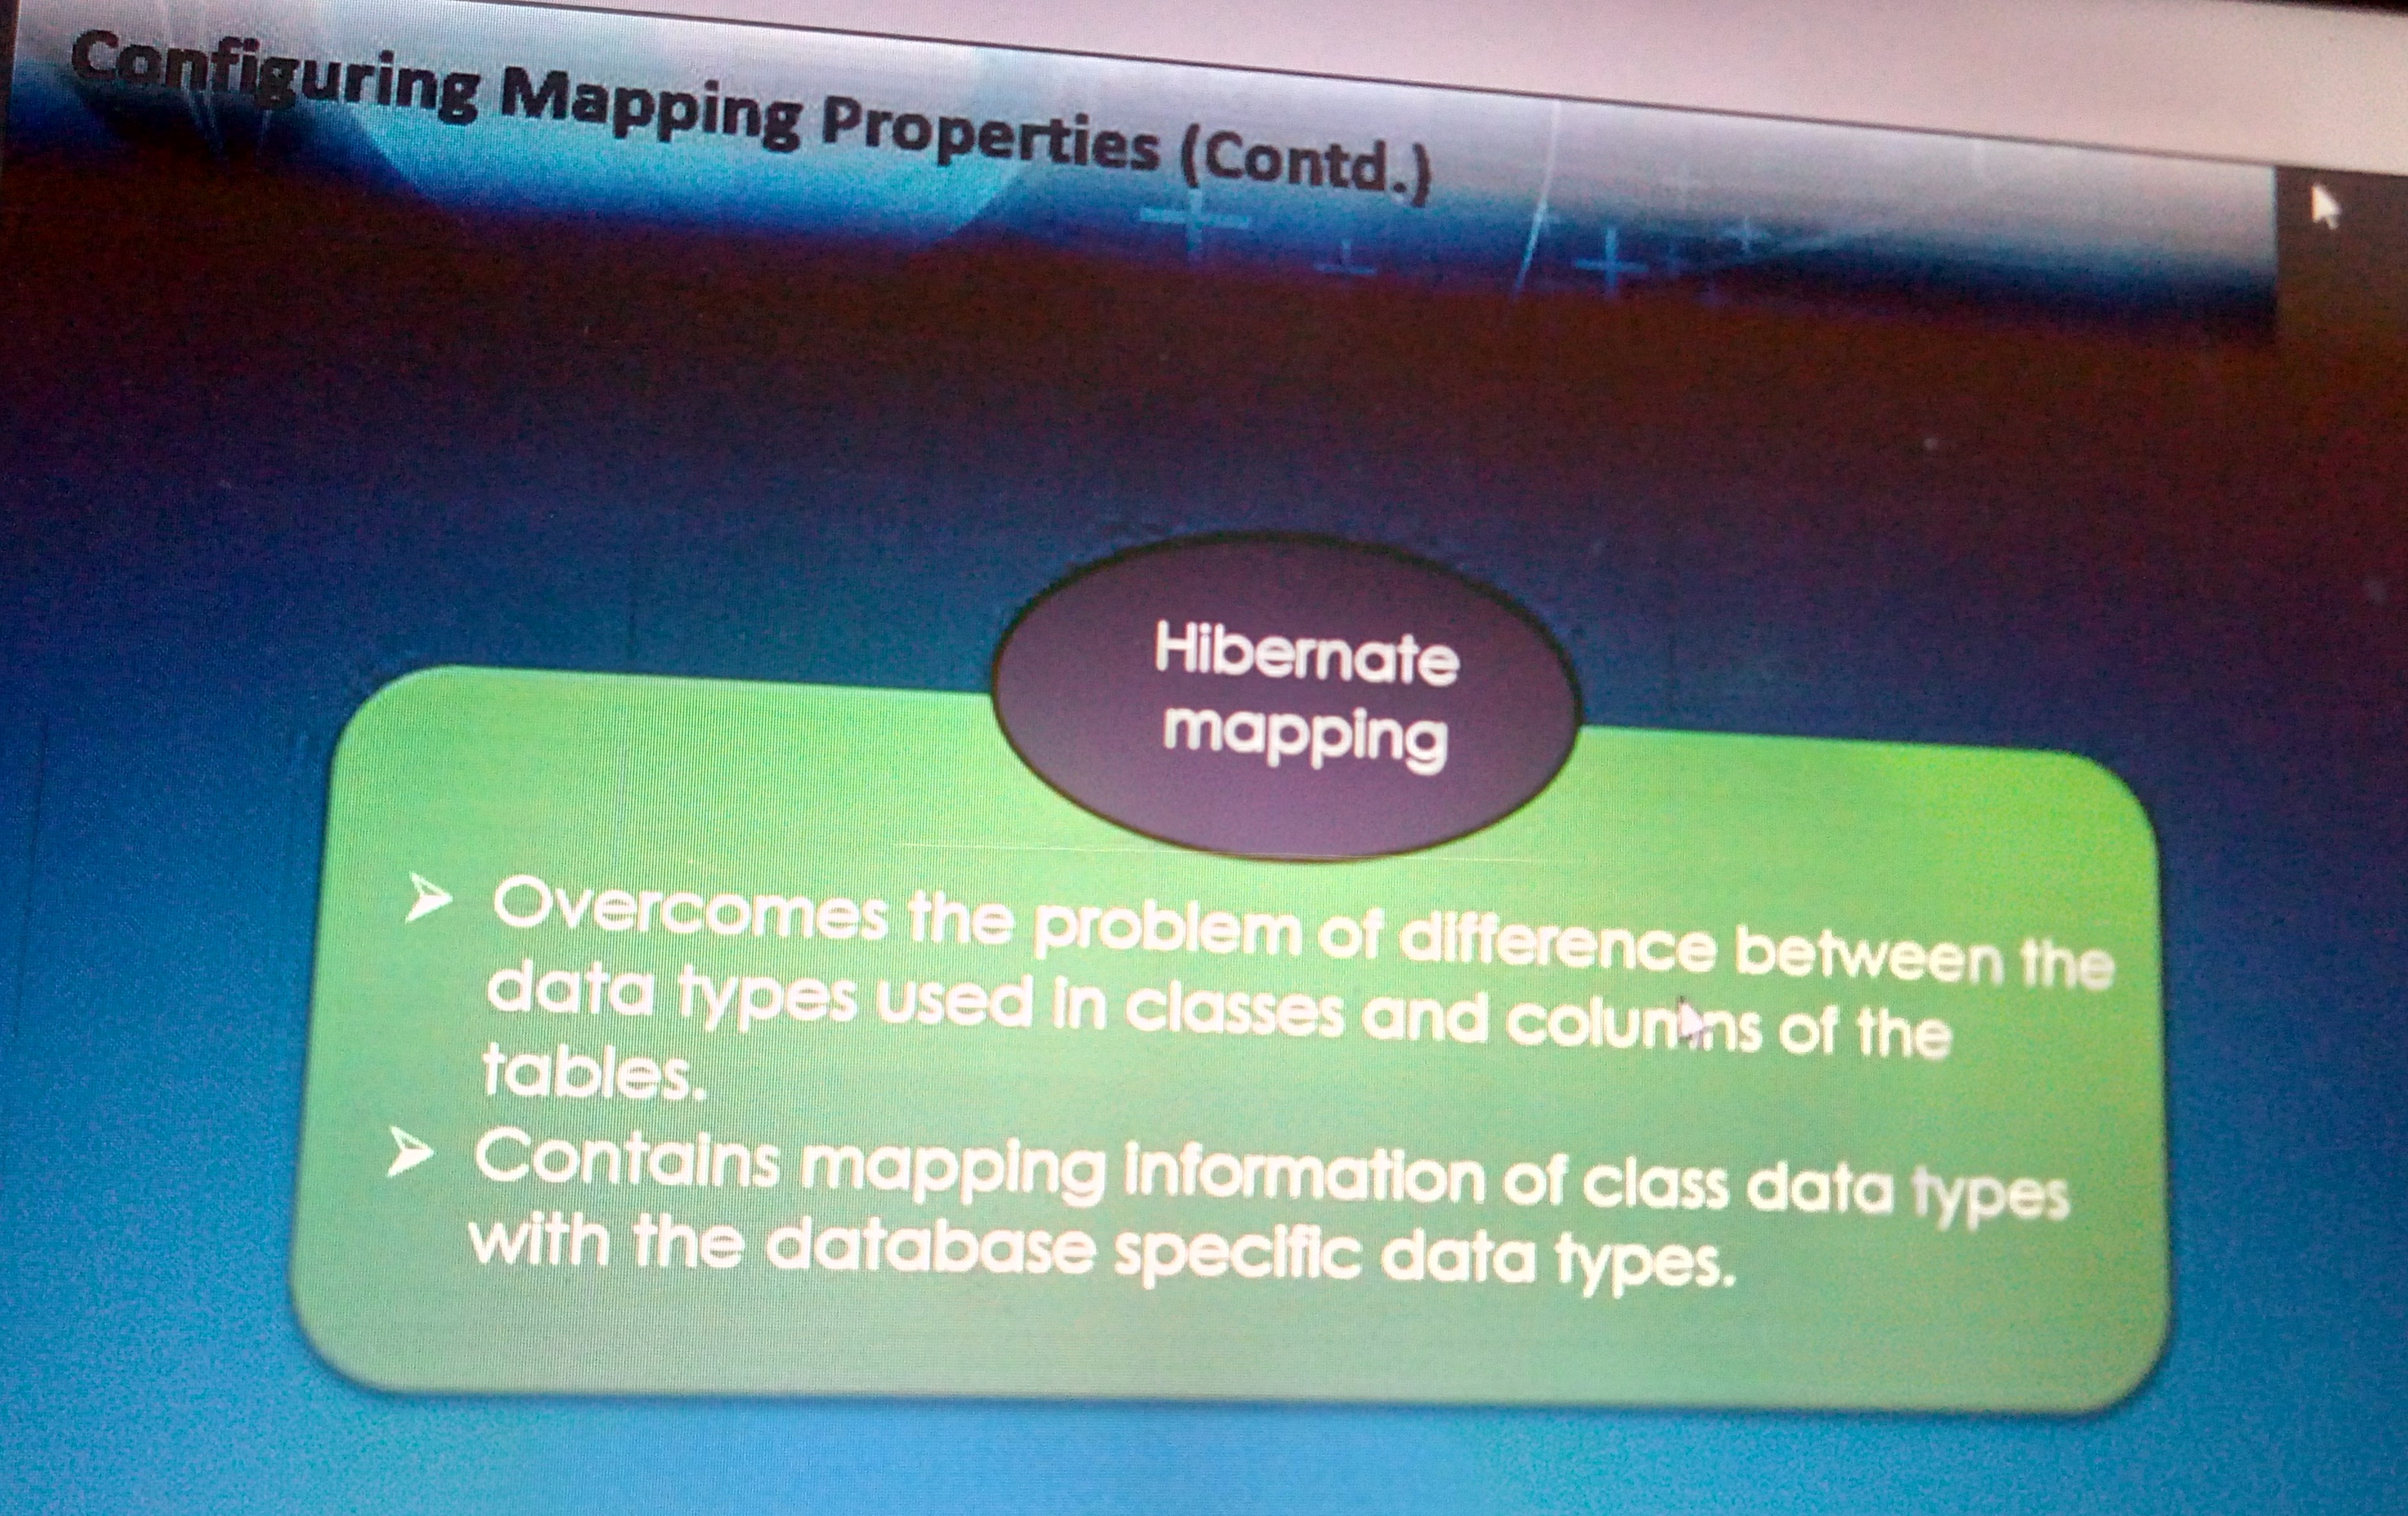 Configuring Mapping Properties (Contd.)
Hibernate
mapping
➢ Overcomes the problem of difference between the
data types used in classes and columns of the
tables.
➢ Contains mapping information of class data types
with the database specific data types.